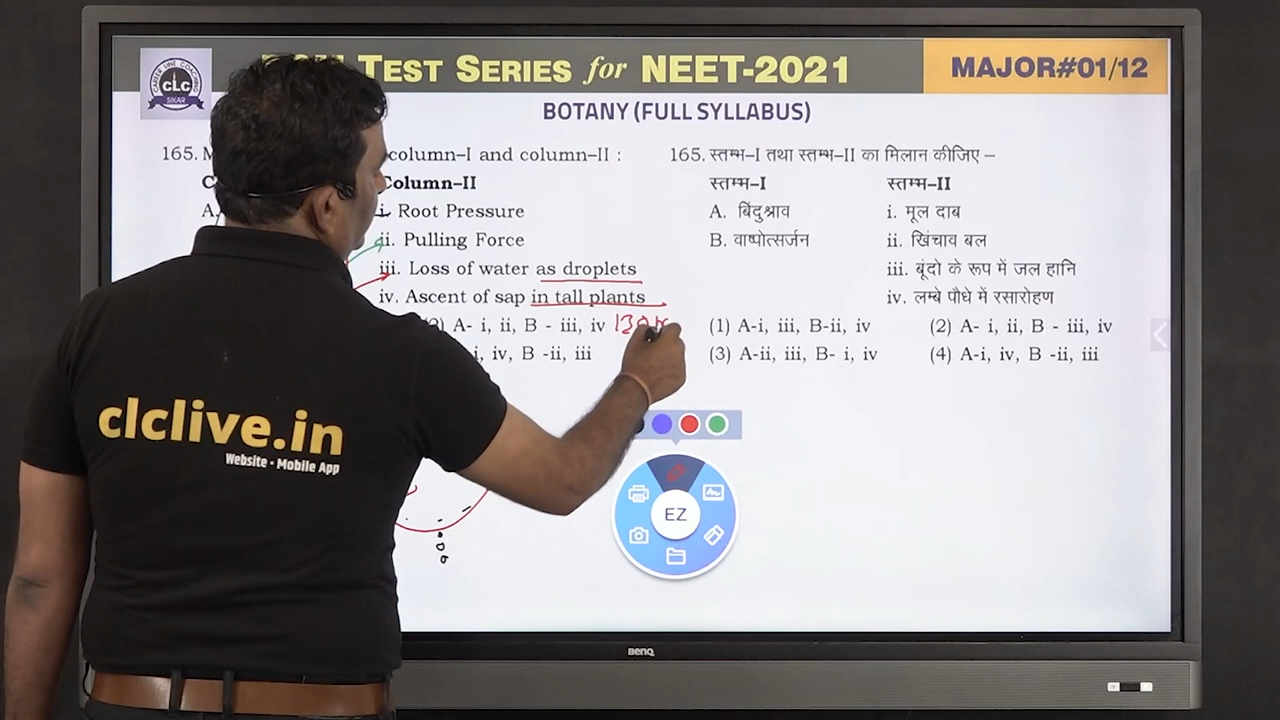 TEST SERIES for NEET-2021
MAJOR#01/12
CAREER LINE COACHING
CLC
SIKAR
BOTANY (FULL SYLLABUS)
165. M column-I and column-II :
C Column-II
A. i. Root Pressure
ii. Pulling Force
iii. Loss of water as droplets
iv. Ascent of sap in tall plants
A- i, ii, B - iii, iv
i, iv, B -ii, iii
165. स्तम्भ-I तथा स्तम्भ-II का मिलान कीजिए –
स्तम्भ-I स्तम्भ-II
A. बिंदुश्राव i. मूल दाब
B. वाष्पोत्सर्जन ii. खिंचाव बल
iii. बूंदो के रूप में जल हानि
iv. लम्बे पौधे में रसारोहण
(1) A-i, iii, B-ii, iv (2) A- i, ii, B - iii, iv
(3) A-ii, iii, B- i, iv (4) A-i, iv, B -ii, iii
clclive.in
Website • Mobile App
EZ
BenQ